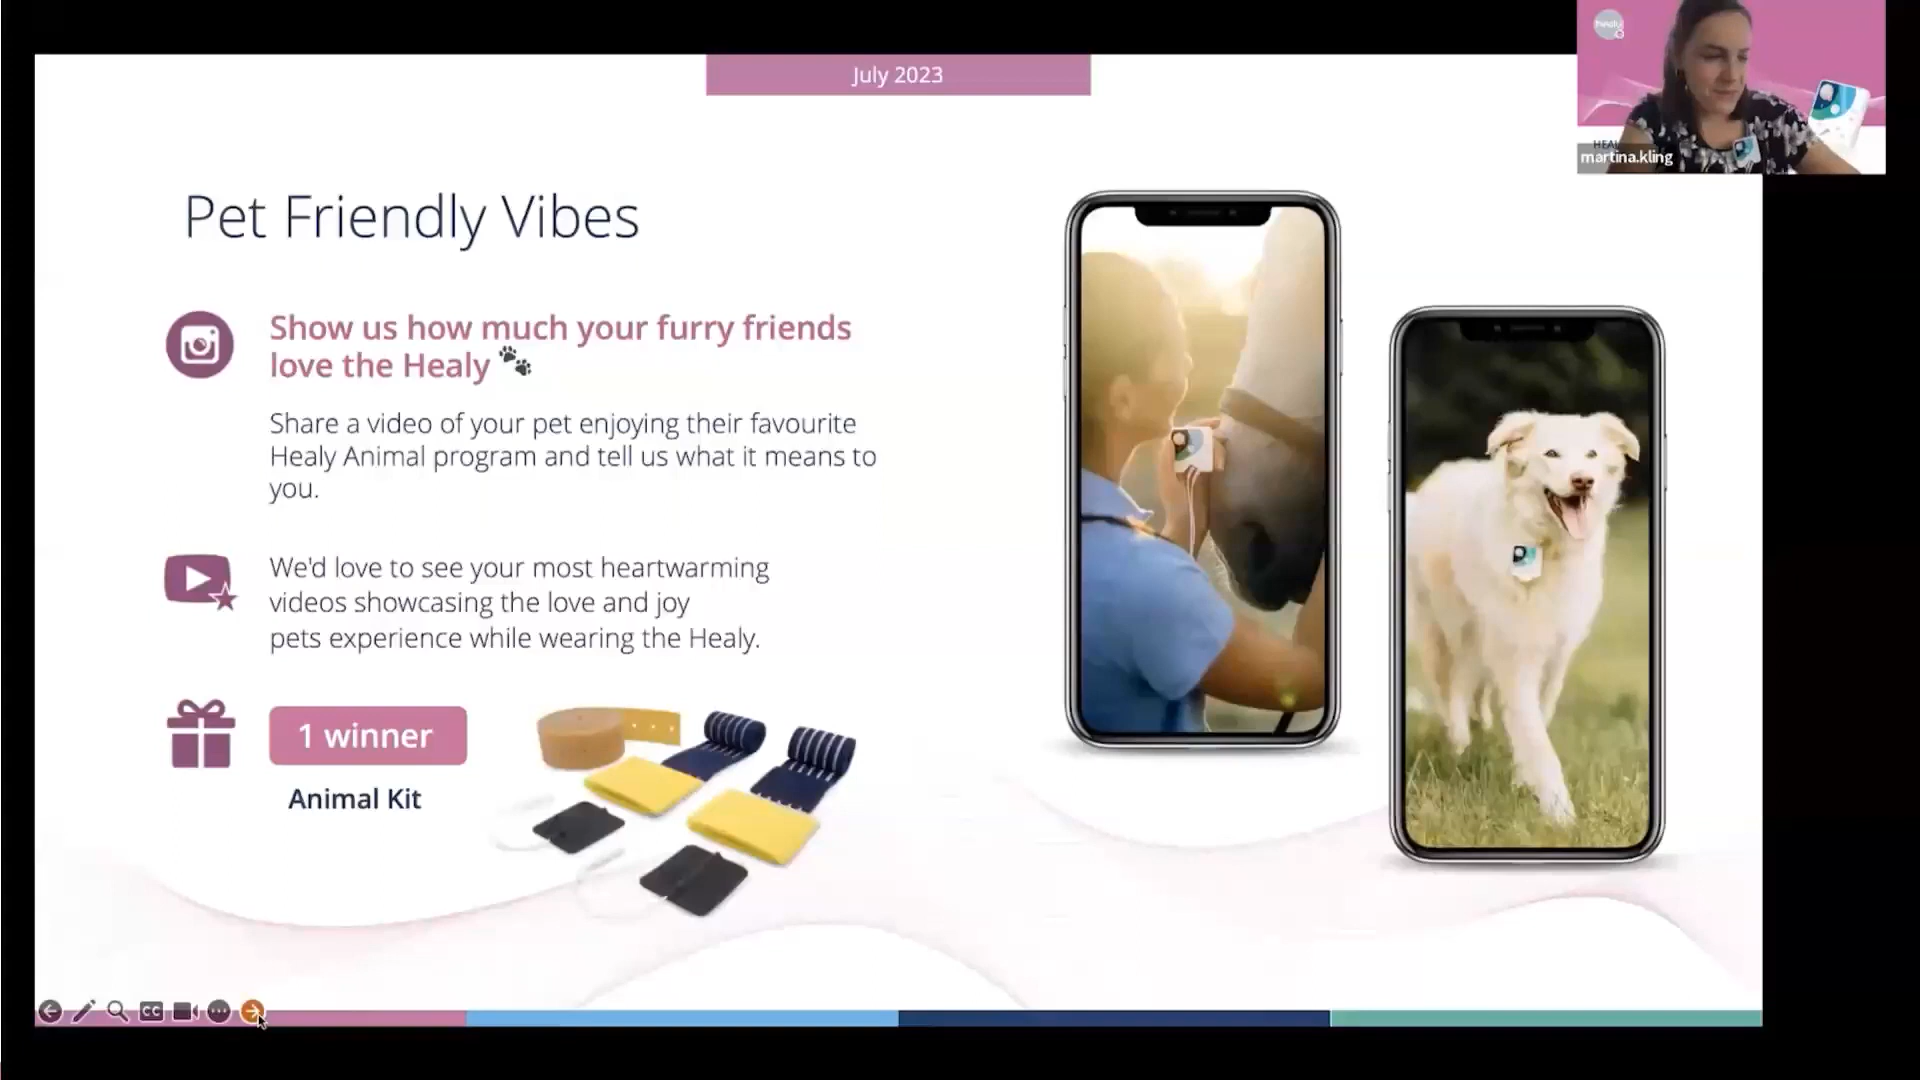 July 2023
healy
HEAL
martina.kling
Pet Friendly Vibes
Show us how much your furry friends
love the Healy
Share a video of your pet enjoying their favourite
Healy Animal program and tell us what it means to
you.
We'd love to see your most heartwarming
videos showcasing the love and joy
pets experience while wearing the Healy.
1 winner
Animal Kit
CC